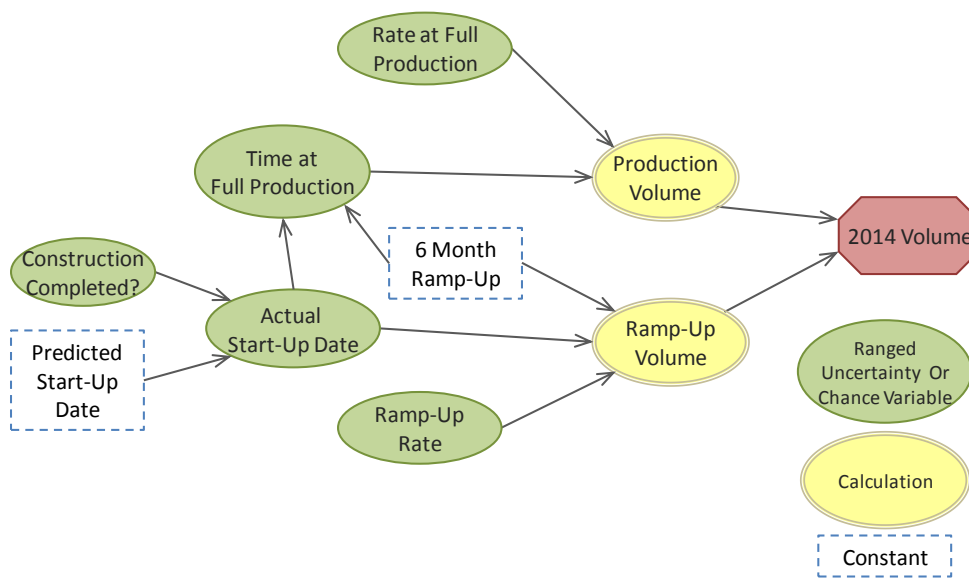 Rate at Full
Production
Time at
Full Production
Production
Volume
2014 Volume
6 Month
Ramp-Up
Construction
Completed?
Actual
Start-Up Date
Ramp-Up
Volume
Predicted
Start-Up
Date
Ranged
Uncertainty Or
Chance Variable
Ramp-Up
Rate
Calculation
Constant